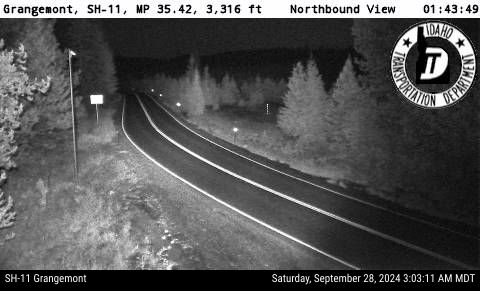 Grangemont, SH-11, MP 35.42, 3,316 ft Northbound View 01:43:49
IDAHO
TRANSPORTATION DEPARTMENT
SH-11 Grangemont Saturday, September 28, 2024 3:03:11 AM MDT